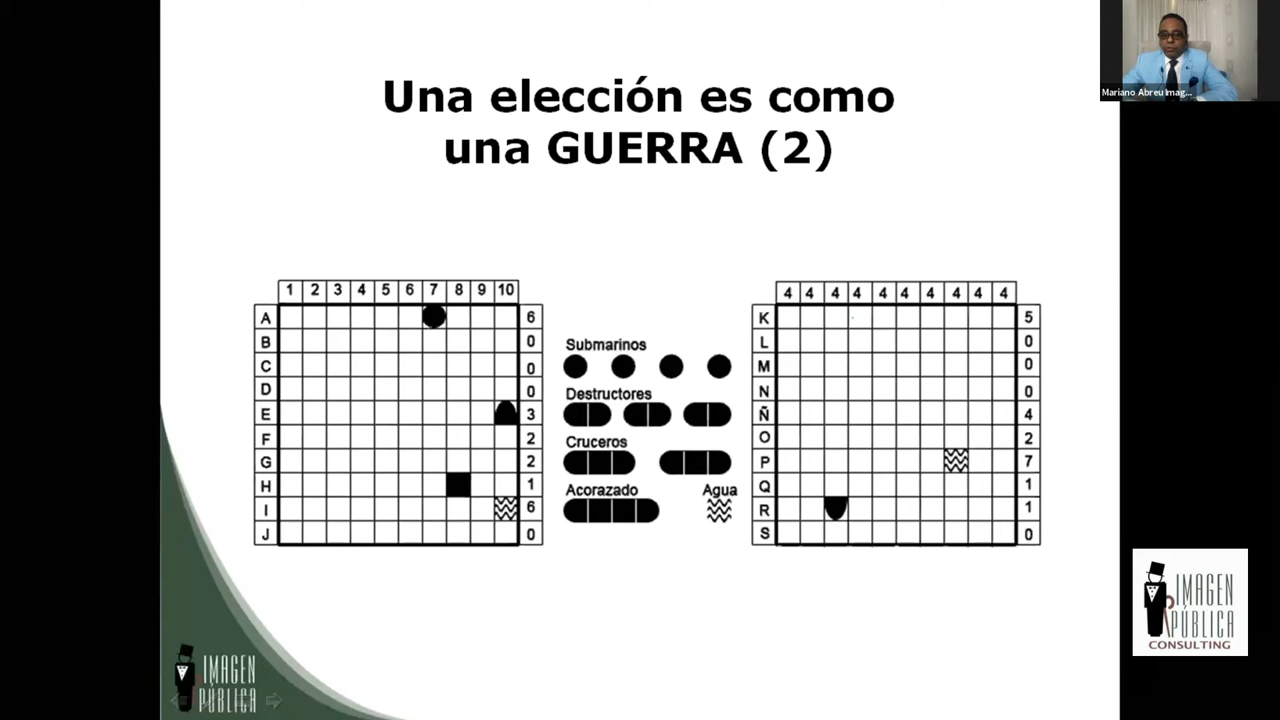 Mariano Abreu Imag...
Una elección es como
una GUERRA (2)
1 2 3 4 5 6 7 8 9 10
A 6
B 0
C 0
D 0
E 3
F 2
G 2
H 1
I 6
J 0
Submarinos
Destructores
Cruceros
Acorazado Agua
4 4 4 4 4 4 4 4 4 4
K 5
L 0
M 0
N 0
Ñ 4
O 2
P 7
Q 1
R 1
S 0
IMAGEN
PÚBLICA
CONSULTING
IMAGEN
PÚBLICA